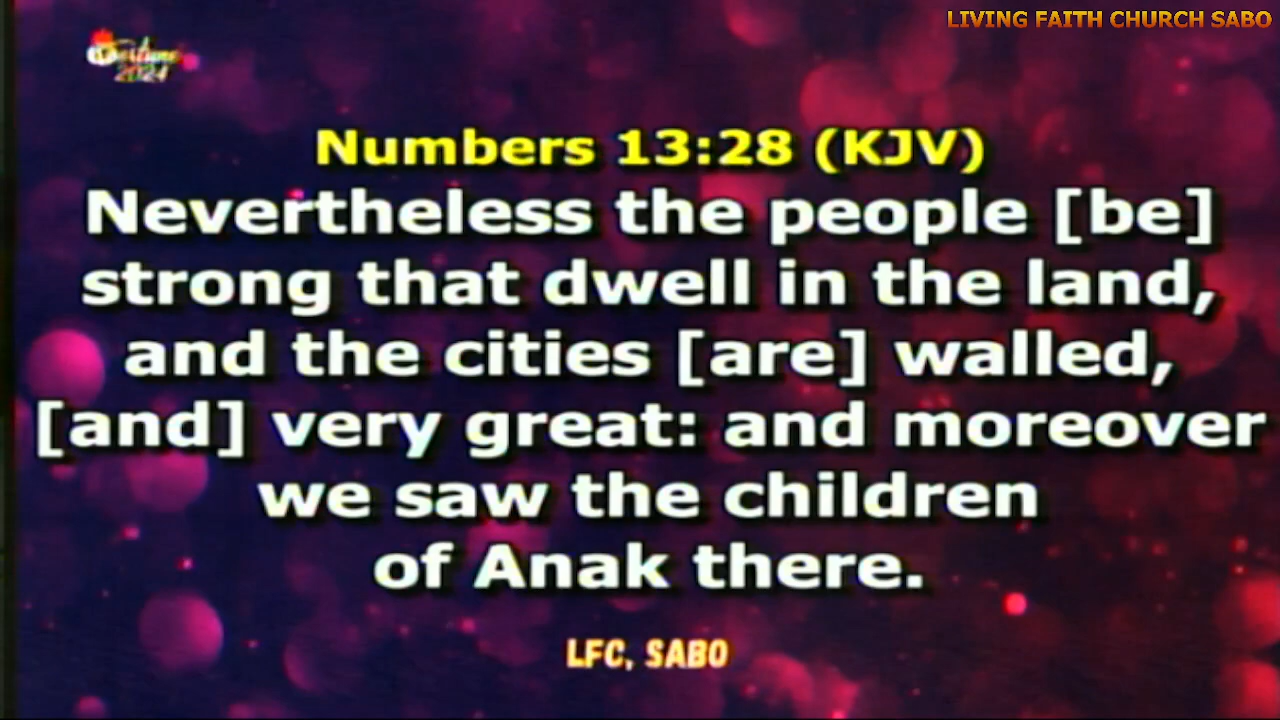 LIVING FAITH CHURCH SABO
2024
Numbers 13:28 (KJV)
Nevertheless the people [be]
strong that dwell in the land,
and the cities [are] walled,
[and] very great: and moreover
we saw the children
of Anak there.
LFC, SABO